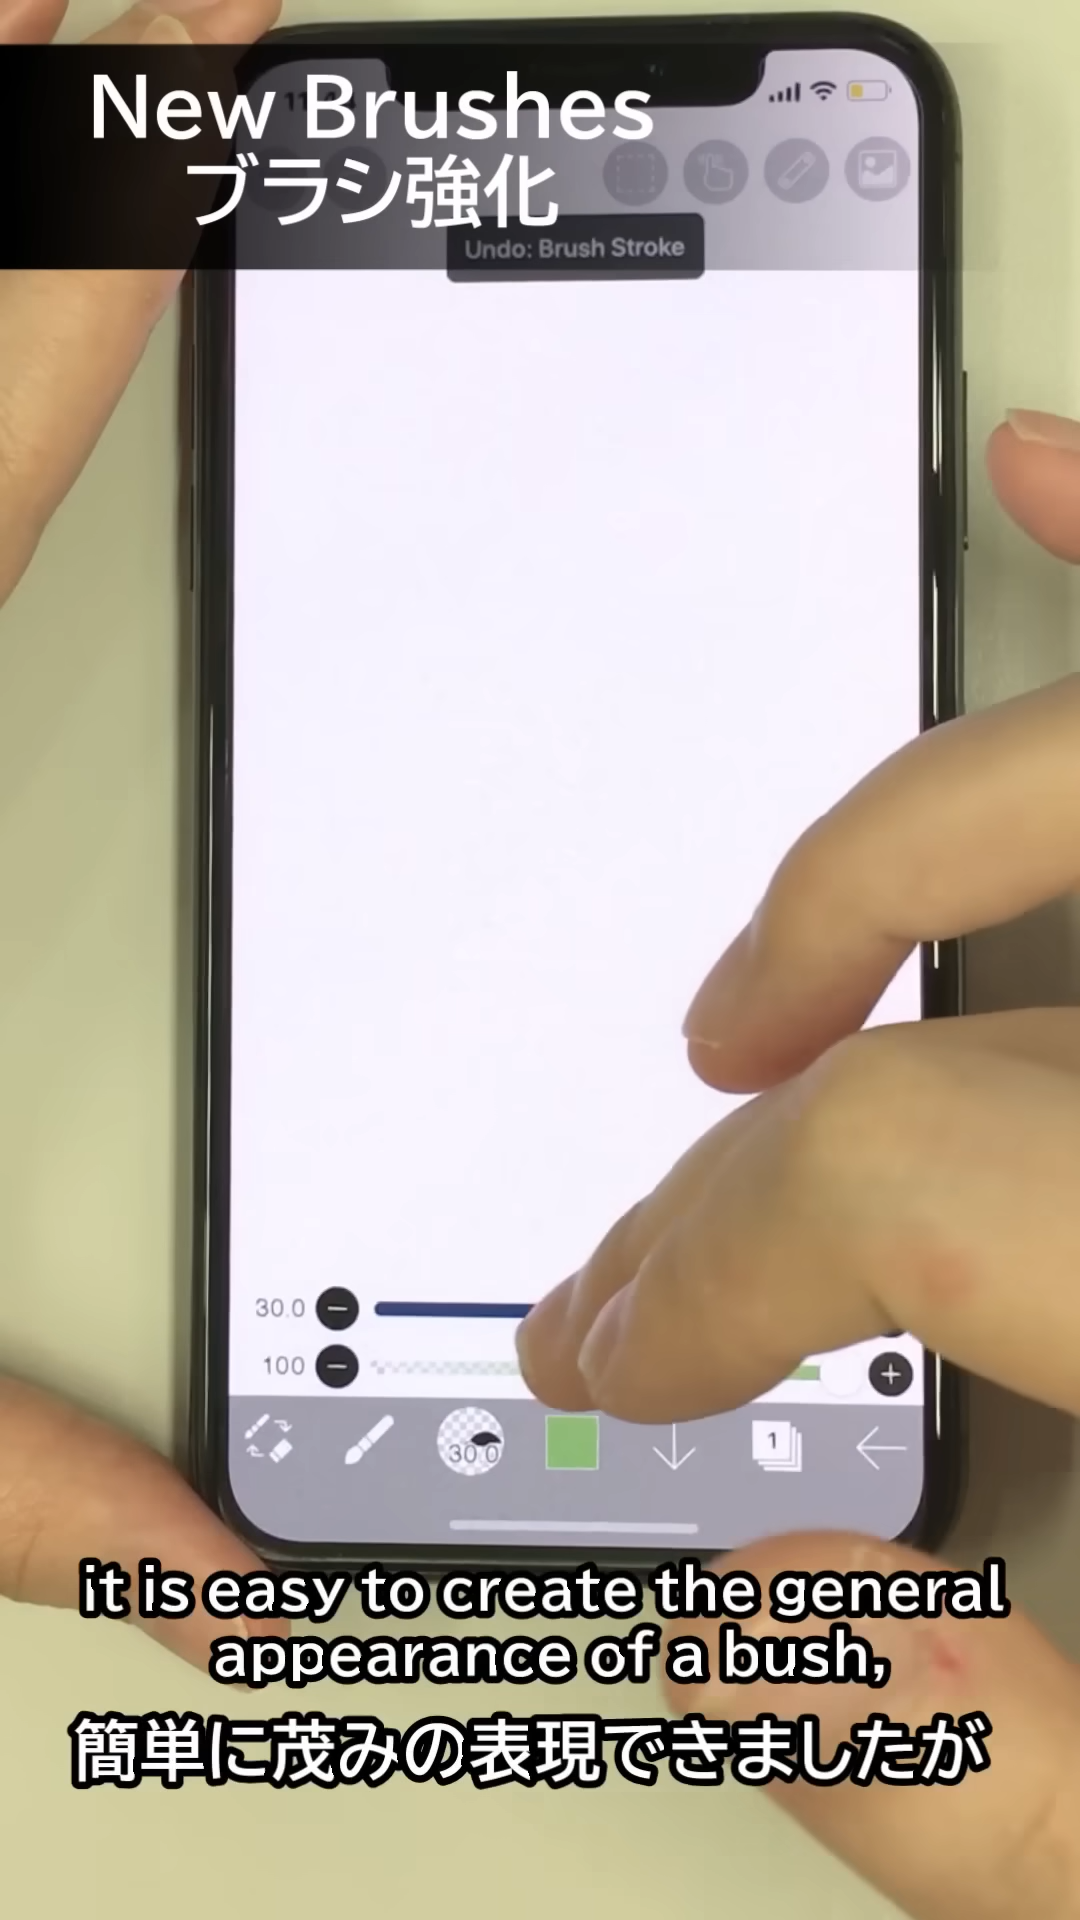 New Brushes
ブラシ強化
Undo: Brush Stroke
30.0
100
30.0
1
it is easy to create the general
appearance of a bush,
簡単に茂みの表現できましたが